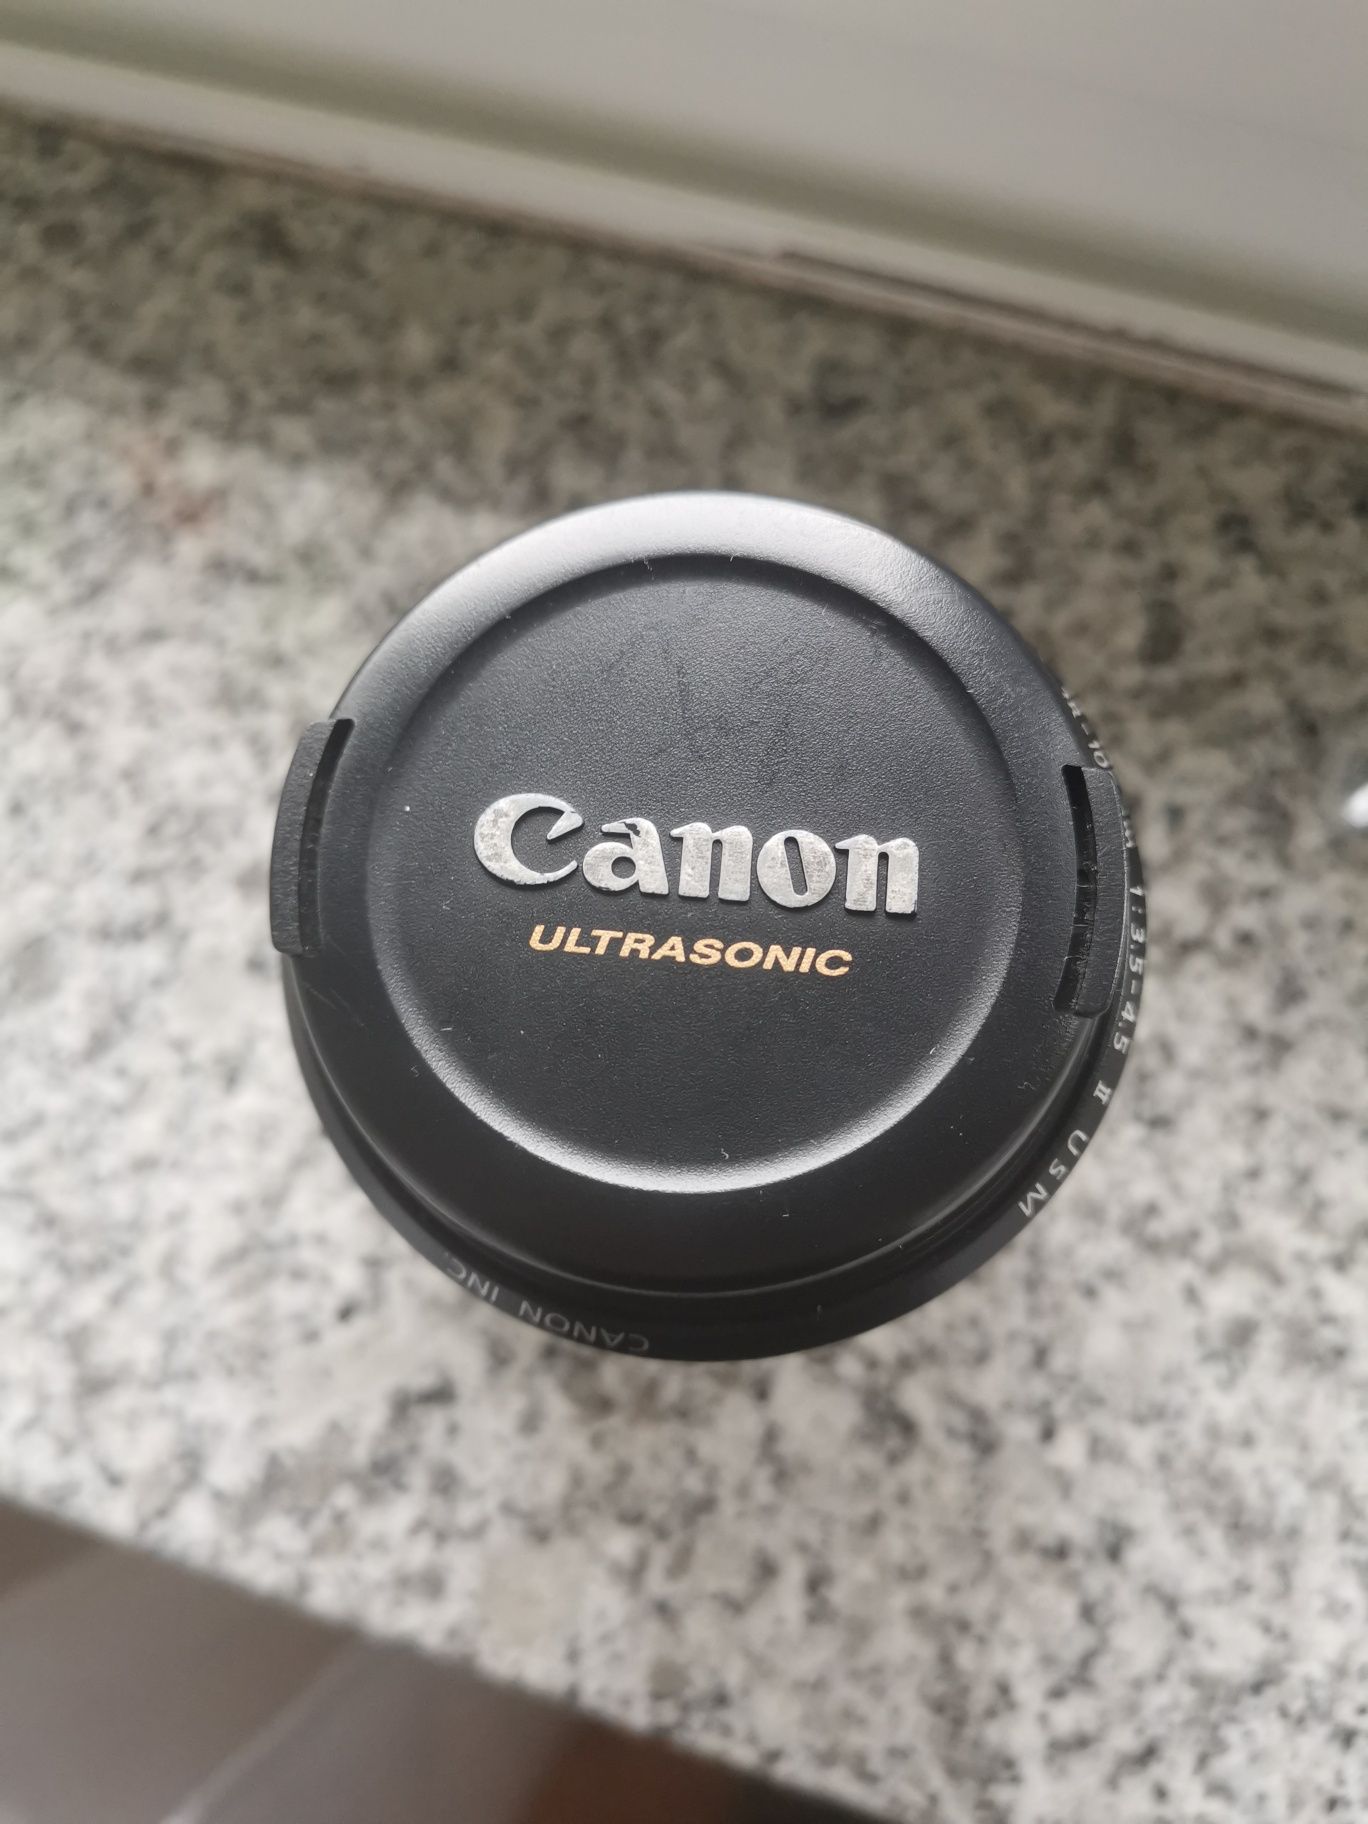 Canon
ULTRASONIC
1:3.5-4.5 II USM
CANON INC.